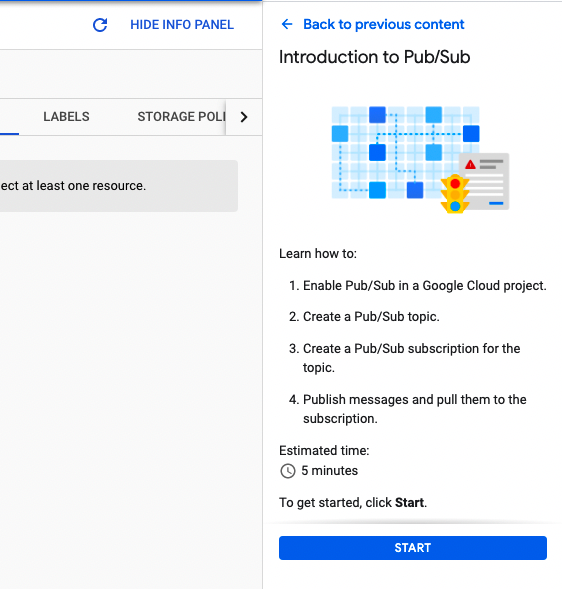 HIDE INFO PANEL
LABELS
STORAGE POLI
ect at least one resource.
Back to previous content
Introduction to Pub/Sub
Learn how to:
1. Enable Pub/Sub in a Google Cloud project.
2. Create a Pub/Sub topic.
3. Create a Pub/Sub subscription for the
topic.
4. Publish messages and pull them to the
subscription.
Estimated time:
5 minutes
To get started, click Start.
START